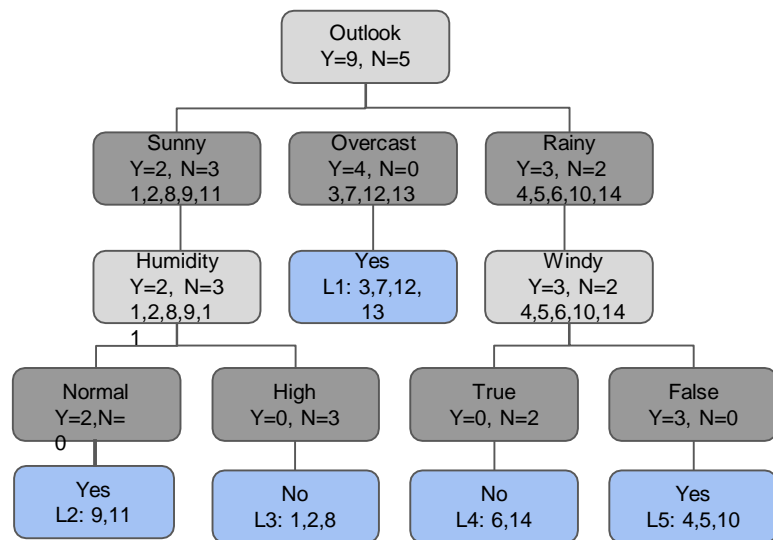 Outlook
Y=9, N=5
Sunny
Y=2, N=3
1,2,8,9,11
Overcast
Y=4, N=0
3,7,12,13
Rainy
Y=3, N=2
4,5,6,10,14
Humidity
Y=2, N=3
1,2,8,9,1
1
Yes
L1: 3,7,12,
13
Windy
Y=3, N=2
4,5,6,10,14
Normal
Y=2,N=
0
High
Y=0, N=3
True
Y=0, N=2
False
Y=3, N=0
Yes
L2: 9,11
No
L3: 1,2,8
No
L4: 6,14
Yes
L5: 4,5,10